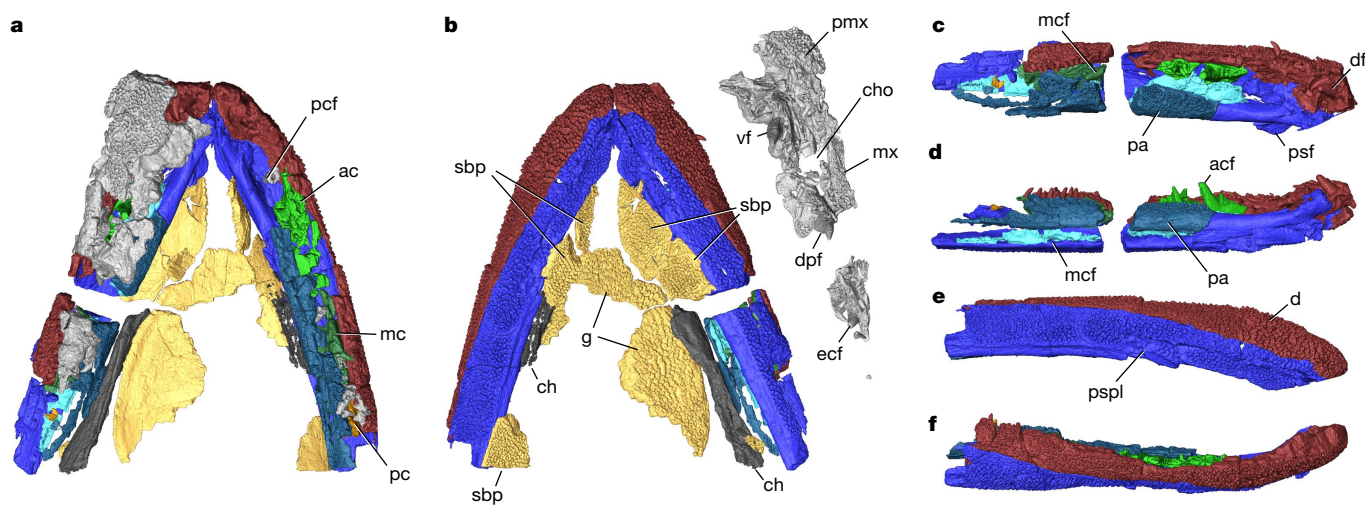 a
pcf
ac
mc
pc
b
pmx
cho
vf
mx
sbp
sbp
dpf
g
ecf
ch
ch
sbp
c
mcf
df
pa
psf
d
acf
pa
mcf
e
d
pspl
f